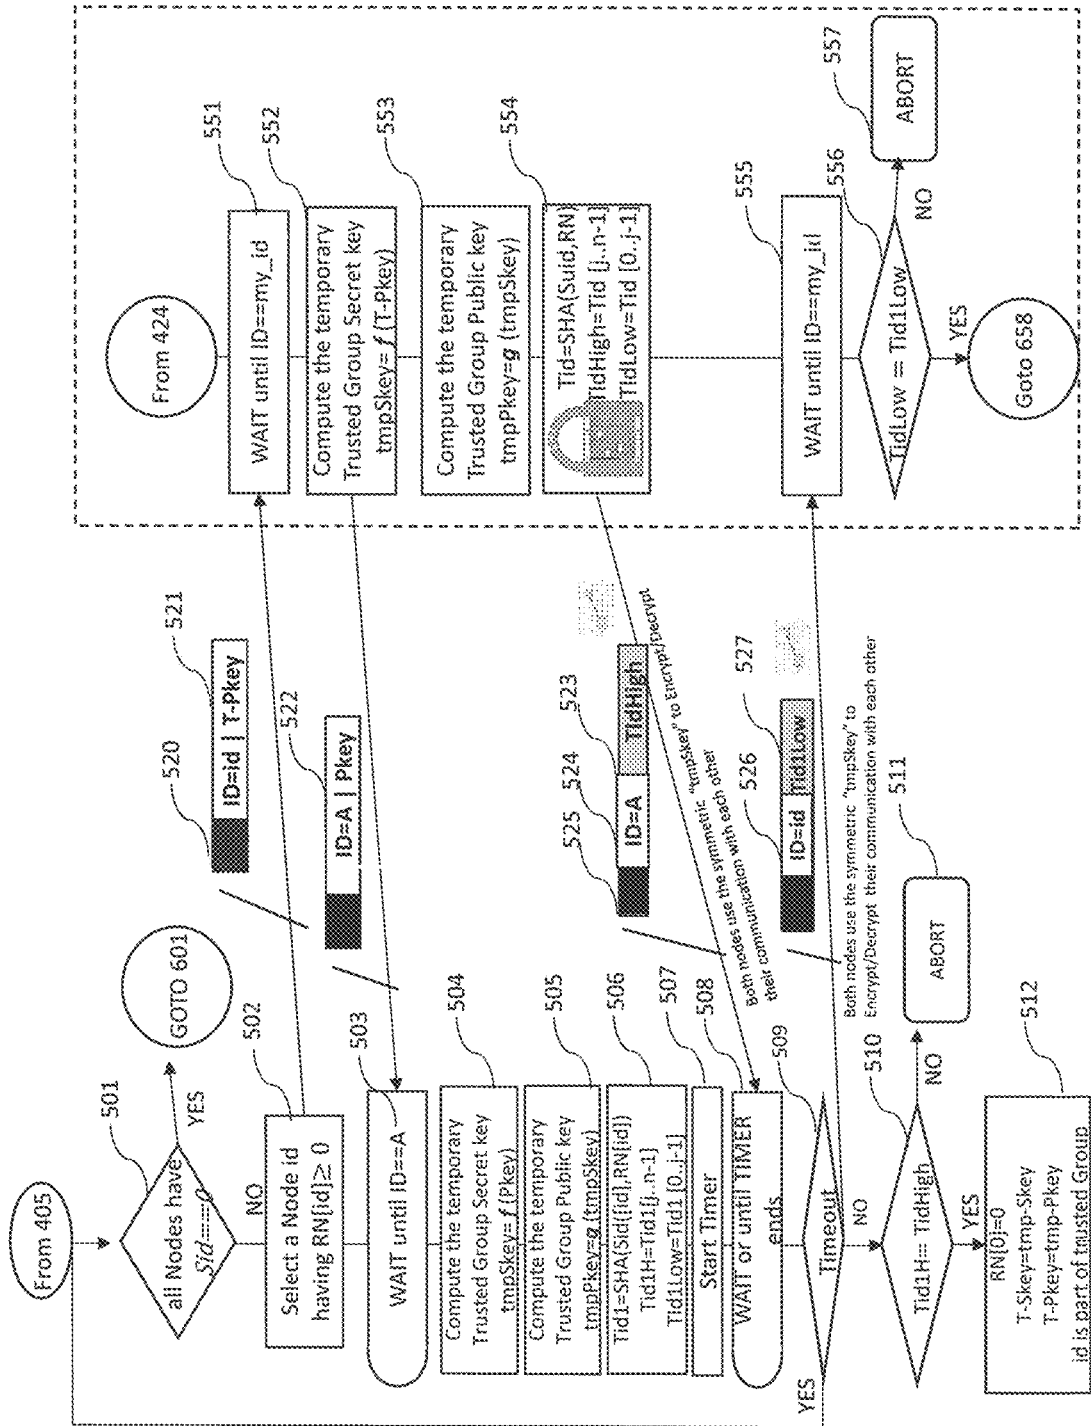 From 405
501
all Nodes have
Sid==0
YES
GOTO 601
NO
502
Select a Node id
having RN[id]≥ 0
503
WAIT until ID==A
504
Compute the temporary
Trusted Group Secret key
tmpSkey= f (Pkey)
505
Compute the temporary
Trusted Group Public key
tmpPkey=g (tmpSkey)
506
Tid1=SHA(Sid([id],RN[id])
Tid1H=Tid1[j..n-1]
Tid1Low=Tid1 [0..j-1]
507
Start Timer
508
WAIT or until TIMER
ends
509
Timeout
YES
NO
510
Tid1H== TidHigh
NO
511
ABORT
YES
512
RN[0]=0
T-Skey=tmp-Skey
T-Pkey=tmp-Pkey
id is part of trusted Group
520
521
ID=id | T-Pkey
522
ID=A | Pkey
525
524
523
ID=A
TidHigh
Both nodes use the symmetric "tmpSkey" to Encrypt/Decrypt
their communication with each other
526
527
ID=id
Tid1Low
Both nodes use the symmetric "tmpSkey" to
Encrypt/Decrypt their communication with each other
From 424
551
WAIT until ID==my_id
552
Compute the temporary
Trusted Group Secret key
tmpSkey= f (T-Pkey)
553
Compute the temporary
Trusted Group Public key
tmpPkey=g (tmpSkey)
554
Tid=SHA(Suid,RN)
TidHigh=Tid [j..n-1]
TidLow=Tid [0..j-1]
555
WAIT until ID==my_id
556
TidLow = Tid1Low
NO
557
ABORT
YES
Goto 658